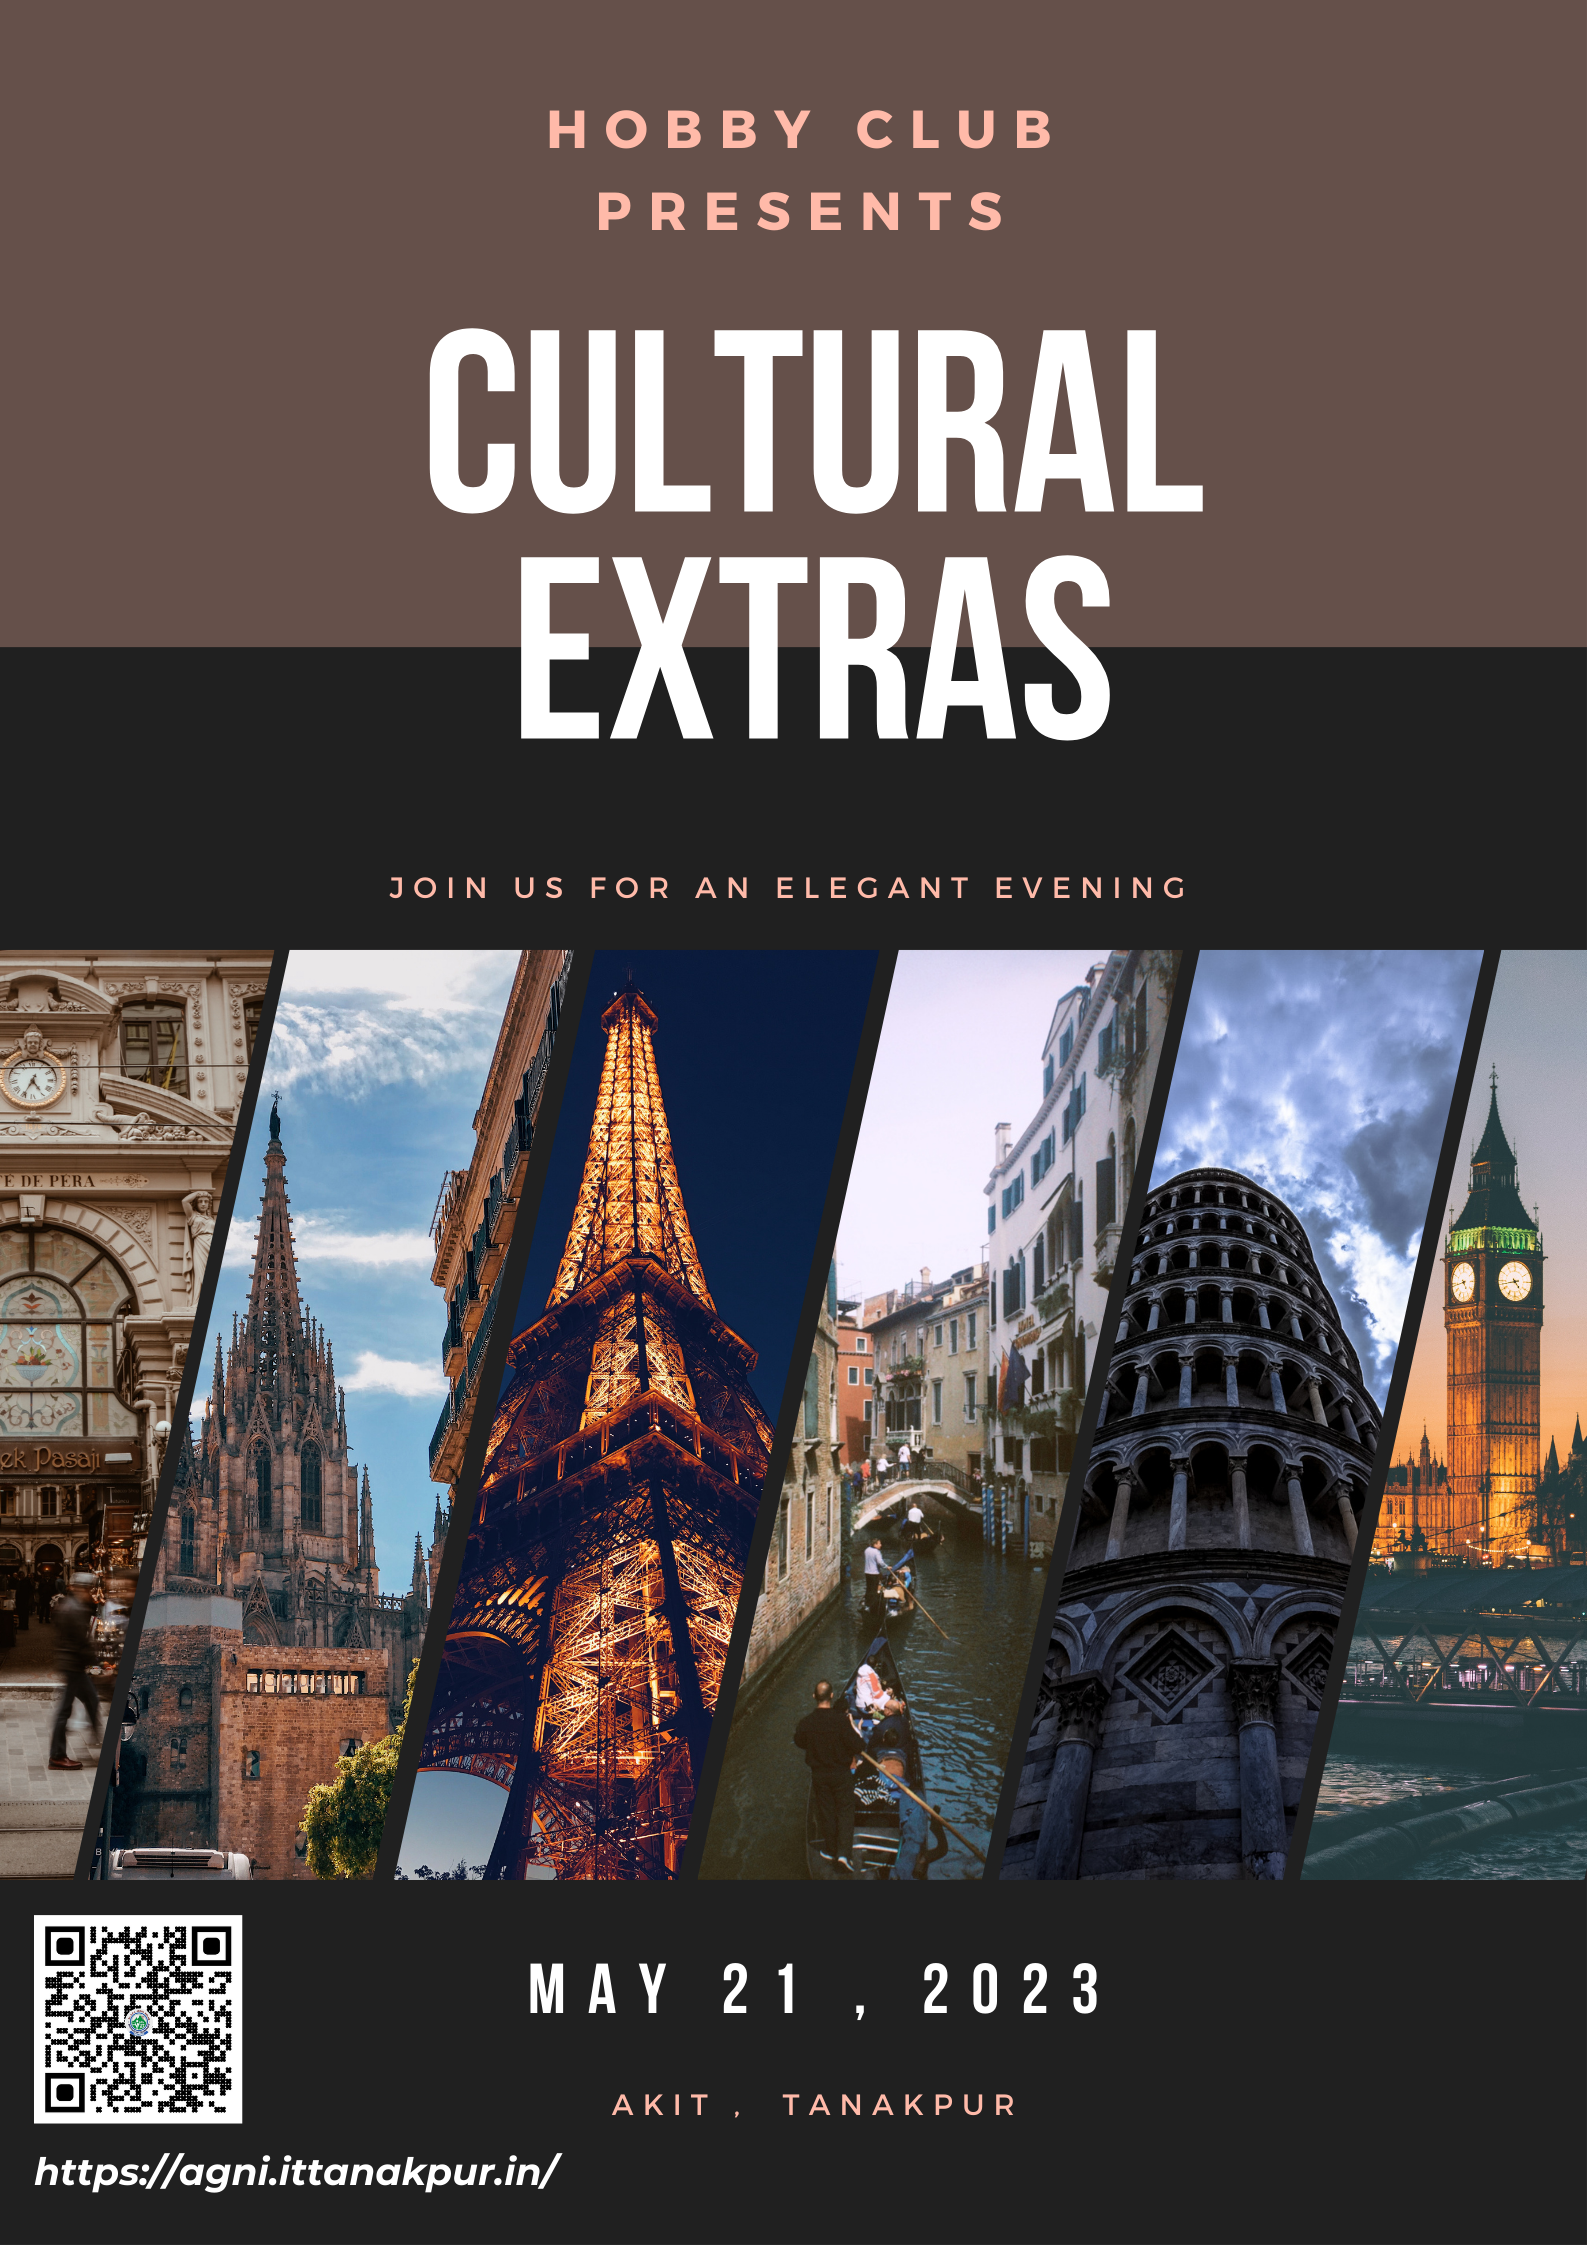 HOBBY CLUB
PRESENTS
CULTURAL
EXTRAS
JOIN US FOR AN ELEGANT EVENING
DE PERA
ek Pasajı
MAY 21 , 2023
AKIT , TANAKPUR
https://agni.ittanakpur.in/